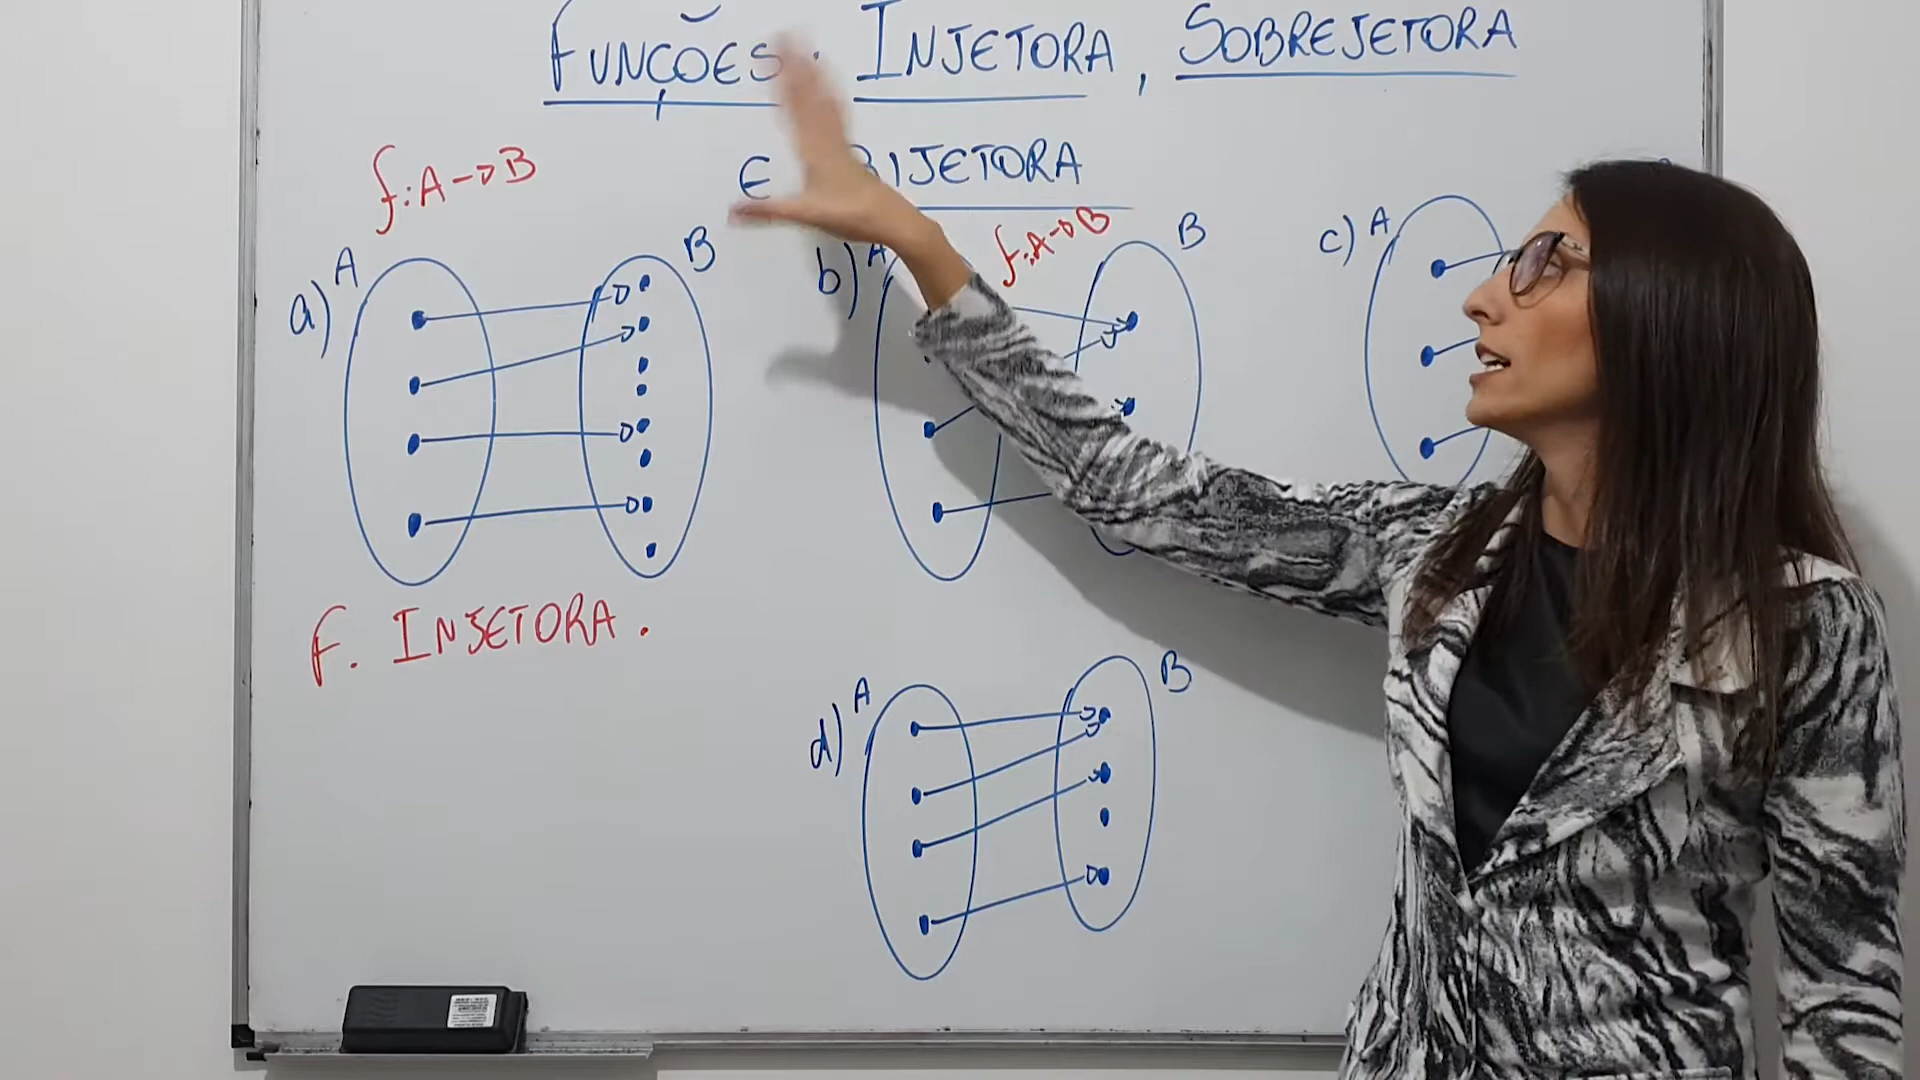 FUNÇÕES: INJETORA, SOBREJETORA
E BIJETORA
f: A→B
a) A B
b) A f: A→B B
c) A
F. INJETORA.
d) A B